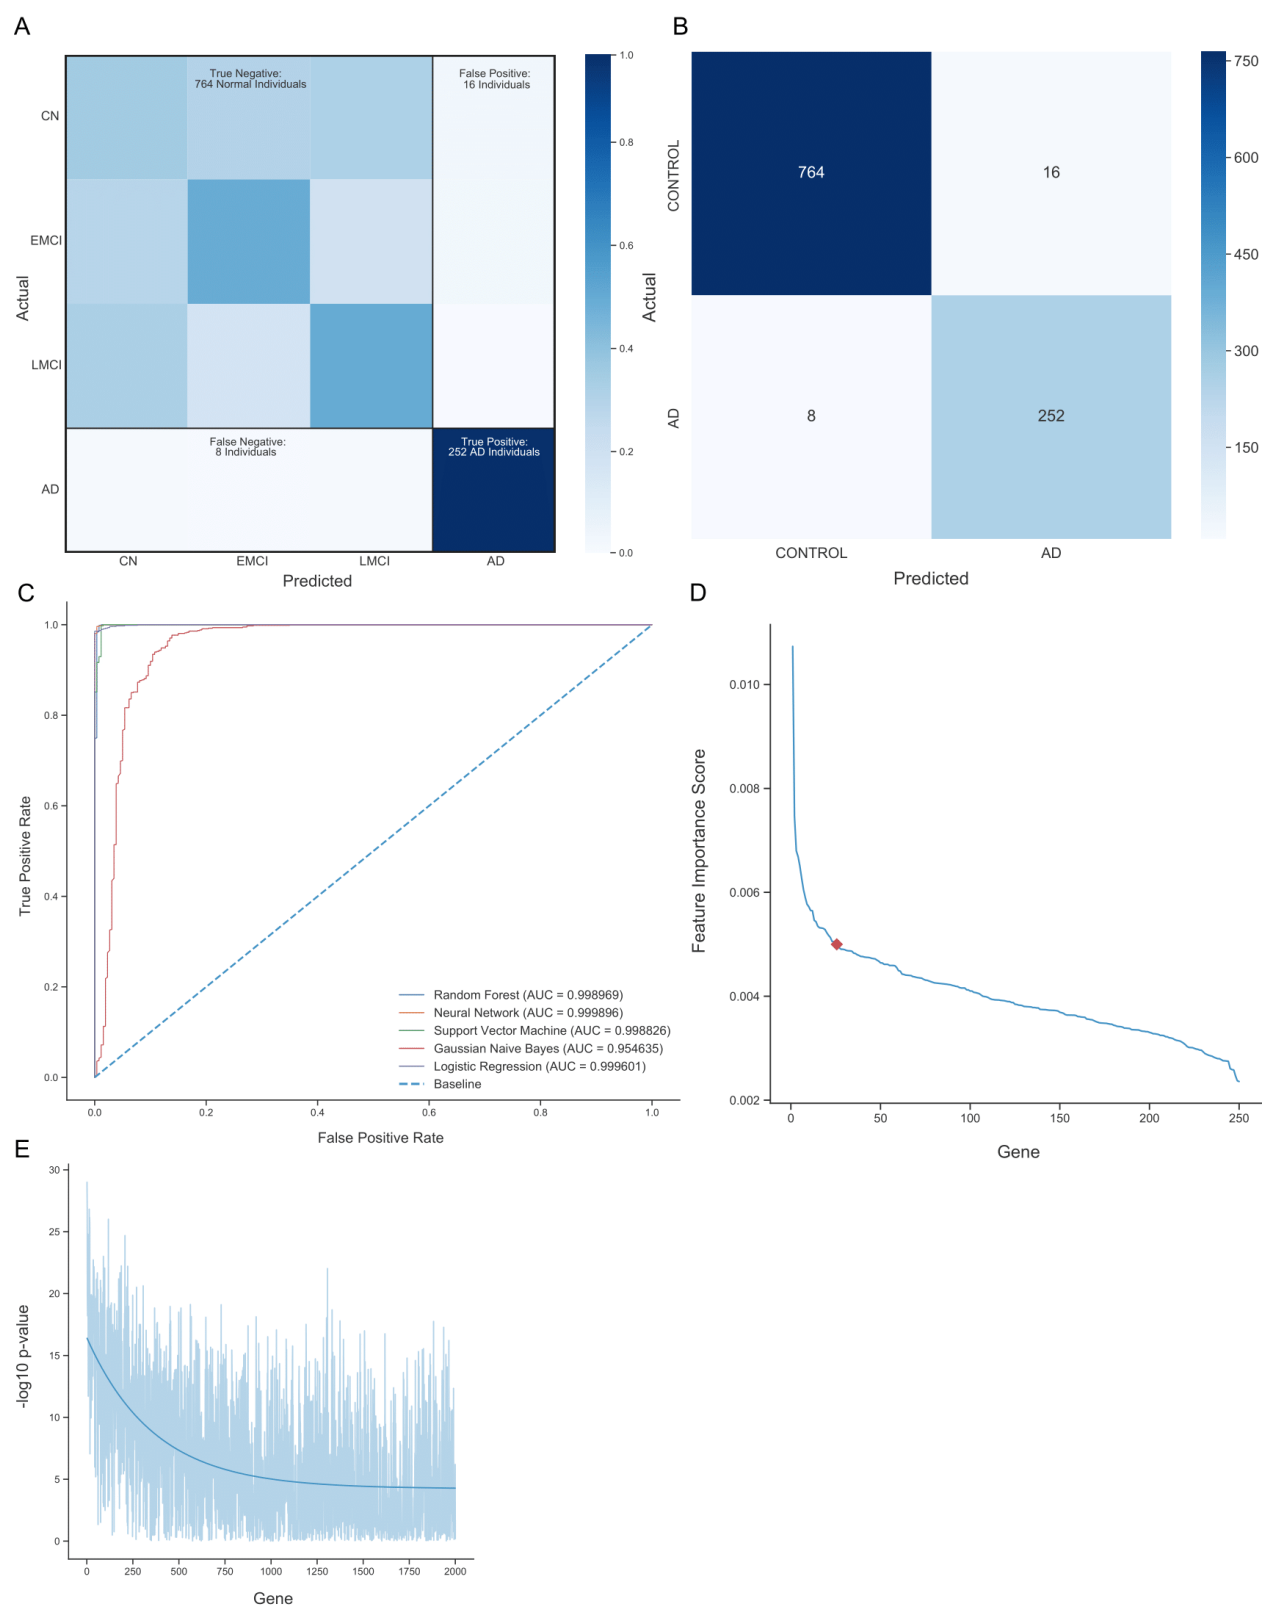 A
True Negative:
764 Normal Individuals
False Positive:
16 Individuals
False Negative:
8 Individuals
True Positive:
252 AD Individuals
CN
EMCI
LMCI
AD
Actual
CN
EMCI
LMCI
AD
Predicted
1.0
0.8
0.6
0.4
0.2
0.0
B
764
16
8
252
CONTROL
AD
Actual
CONTROL
AD
Predicted
750
600
450
300
150
C
1.0
0.8
0.6
0.4
0.2
0.0
True Positive Rate
Random Forest (AUC = 0.998969)
Neural Network (AUC = 0.999896)
Support Vector Machine (AUC = 0.998826)
Gaussian Naive Bayes (AUC = 0.954635)
Logistic Regression (AUC = 0.999601)
Baseline
0.0
0.2
0.4
0.6
0.8
1.0
False Positive Rate
D
0.010
0.008
0.006
0.004
0.002
Feature Importance Score
0
50
100
150
200
250
Gene
E
30
25
20
15
10
5
0
-log10 p-value
0
250
500
750
1000
1250
1500
1750
2000
Gene